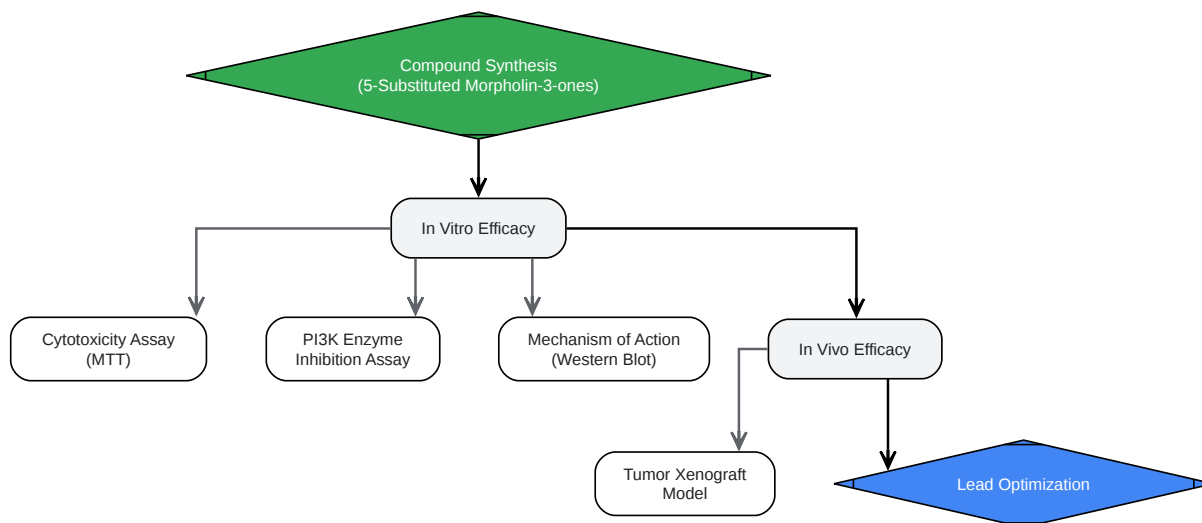 Compound Synthesis
(5-Substituted Morpholin-3-ones)
In Vitro Efficacy
Cytotoxicity Assay
(MTT)
PI3K Enzyme
Inhibition Assay
Mechanism of Action
(Western Blot)
In Vivo Efficacy
Tumor Xenograft
Model
Lead Optimization